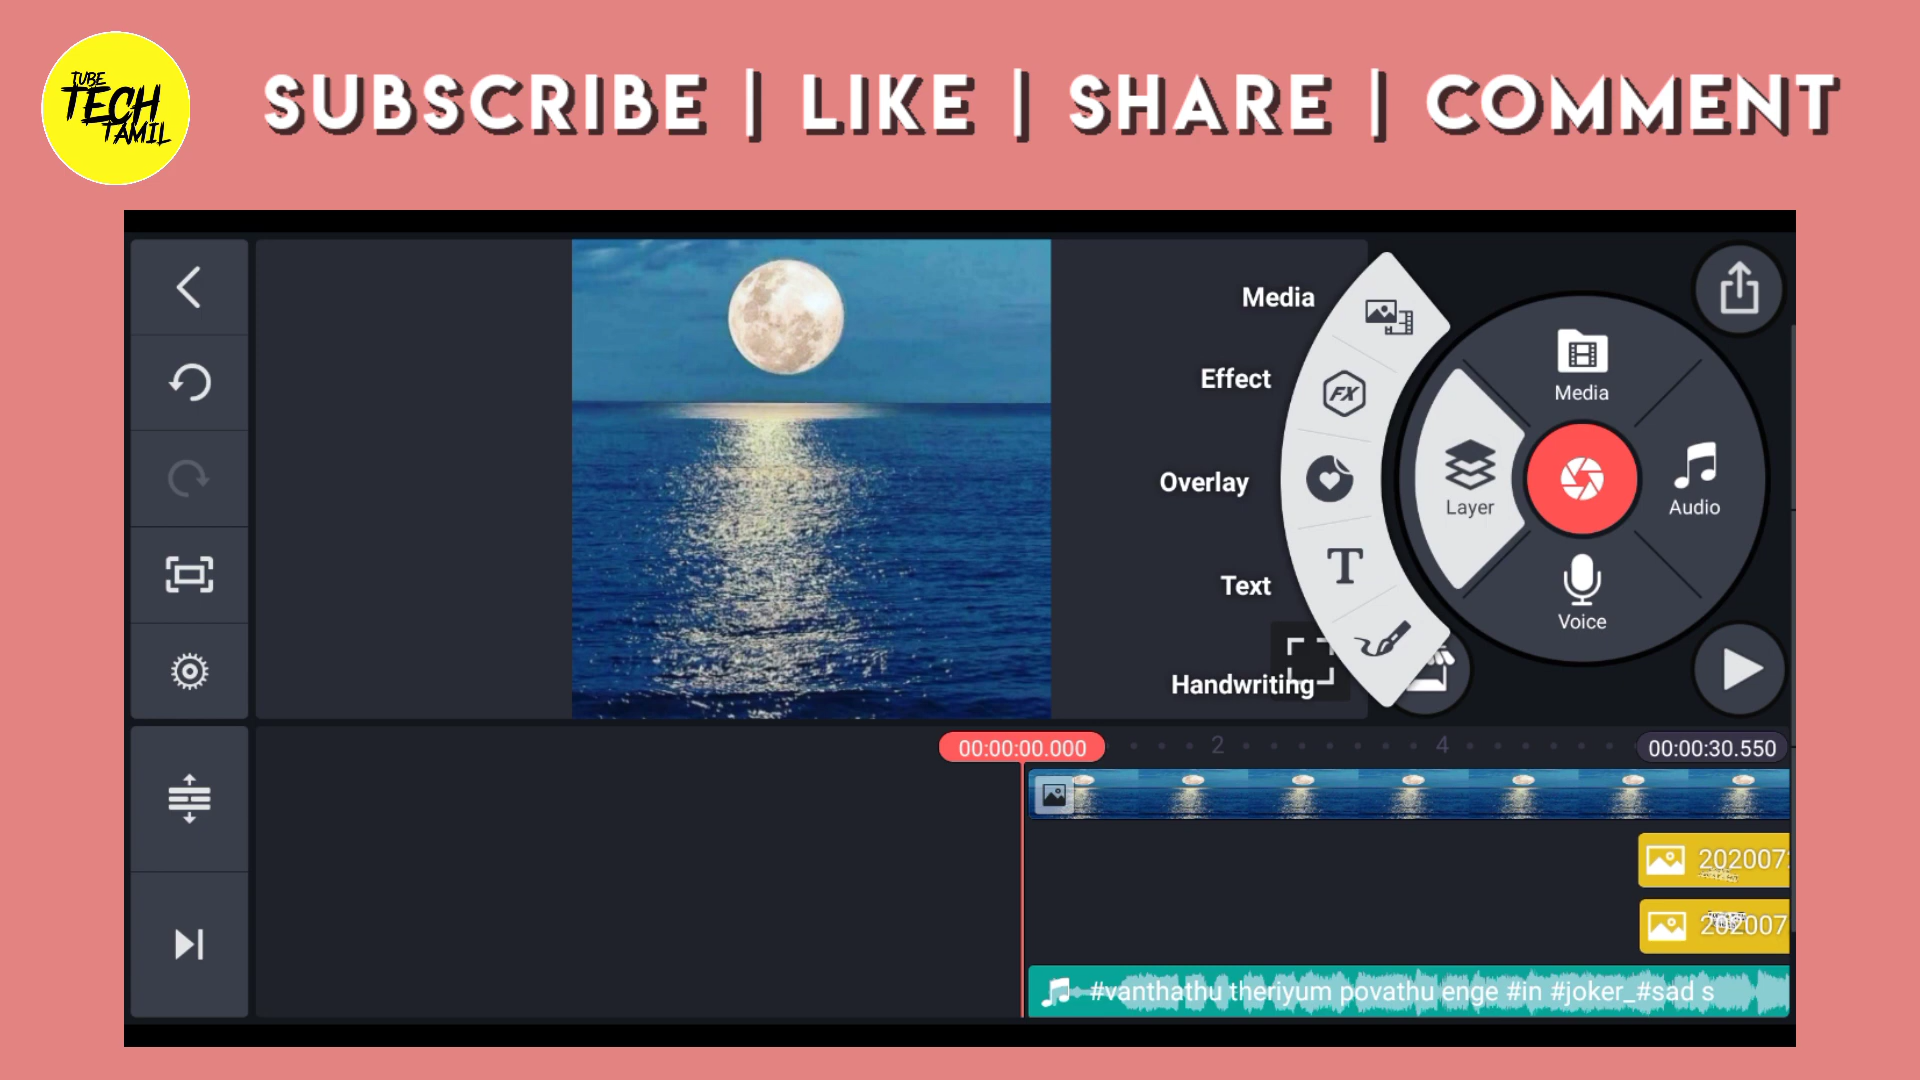 TUBE
TECH
TAMIL
SUBSCRIBE | LIKE | SHARE | COMMENT
Media
Effect
Overlay
Text
Handwriting
Media
Layer
Audio
Voice
FX
T
00:00:00.000
2
4
00:00:30.550
202007
202007
#vanthathu theriyum povathu enge #in #joker_#sad s